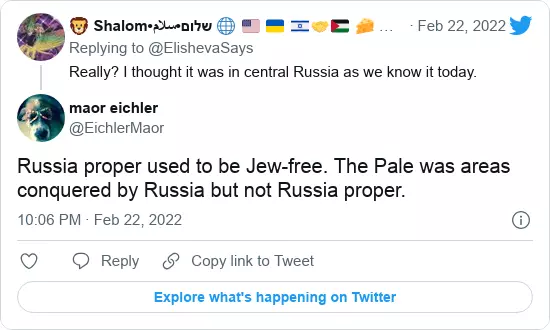 🦁 Shalom•سلام•שלום 🌐 🇺🇸 🇺🇦 🇮🇱🤝🇵🇸 🧀 … · Feb 22, 2022
Replying to @ElishevaSays
Really? I thought it was in central Russia as we know it today.
maor eichler
@EichlerMaor
Russia proper used to be Jew-free. The Pale was areas
conquered by Russia but not Russia proper.
10:06 PM · Feb 22, 2022
Reply
Copy link to Tweet
Explore what's happening on Twitter